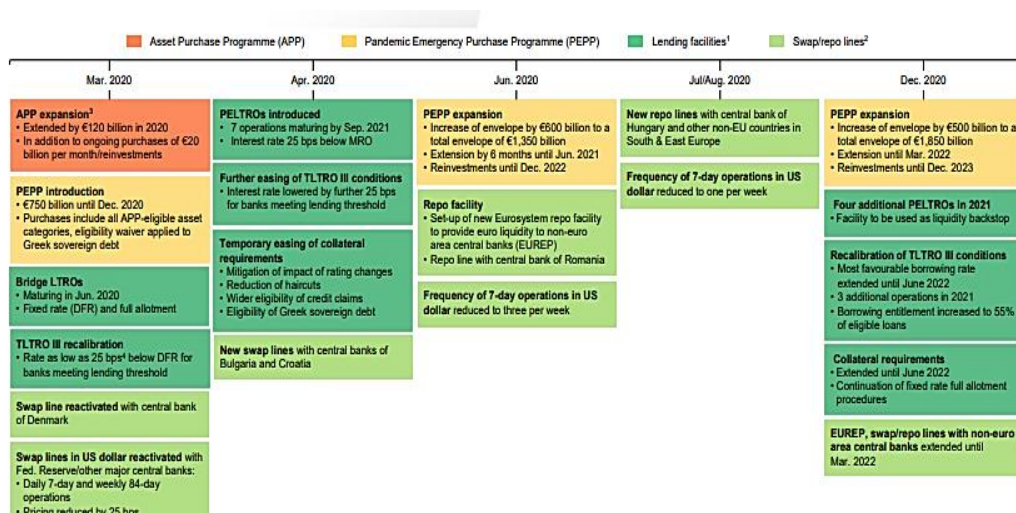 Asset Purchase Programme (APP)
Pandemic Emergency Purchase Programme (PEPP)
Lending facilities1
Swap/repo lines2
Mar. 2020
Apr. 2020
Jun. 2020
Jul/Aug. 2020
Dec. 2020
APP expansion3
• Extended by €120 billion in 2020
• In addition to ongoing purchases of €20
billion per month/reinvestments
PEPP introduction
• €750 billion until Dec. 2020
• Purchases include all APP-eligible asset
categories, eligibility waiver applied to
Greek sovereign debt
Bridge LTROs
• Maturing in Jun. 2020
• Fixed rate (DFR) and full allotment
TLTRO III recalibration
• Rate as low as 25 bps4 below DFR for
banks meeting lending threshold
Swap line reactivated with central bank
of Denmark
Swap lines in US dollar reactivated with
Fed. Reserve/other major central banks:
• Daily 7-day and weekly 84-day
operations
• Pricing reduced by 25 bps
PELTROs introduced
• 7 operations maturing by Sep. 2021
• Interest rate 25 bps below MRO
Further easing of TLTRO III conditions
• Interest rate lowered by further 25 bps
for banks meeting lending threshold
Temporary easing of collateral
requirements
• Mitigation of impact of rating changes
• Reduction of haircuts
• Wider eligibility of credit claims
• Eligibility of Greek sovereign debt
New swap lines with central banks of
Bulgaria and Croatia
PEPP expansion
• Increase of envelope by €600 billion to a
total envelope of €1,350 billion
• Extension by 6 months until Jun. 2021
• Reinvestments until Dec. 2022
Repo facility
• Set-up of new Eurosystem repo facility
to provide euro liquidity to non-euro
area central banks (EUREP)
• Repo line with central bank of Romania
Frequency of 7-day operations in US
dollar reduced to three per week
New repo lines with central bank of
Hungary and other non-EU countries in
South & East Europe
Frequency of 7-day operations in US
dollar reduced to one per week
PEPP expansion
• Increase of envelope by €500 billion to a
total envelope of €1,850 billion
• Extension until Mar. 2022
• Reinvestments until Dec. 2023
Four additional PELTROs in 2021
• Facility to be used as liquidity backstop
Recalibration of TLTRO III conditions
• Most favourable borrowing rate
extended until June 2022
• 3 additional operations in 2021
• Borrowing entitlement increased to 55%
of eligible loans
Collateral requirements
• Extended until June 2022
• Continuation of fixed rate full allotment
procedures
EUREP, swap/repo lines with non-euro
area central banks extended until
Mar. 2022